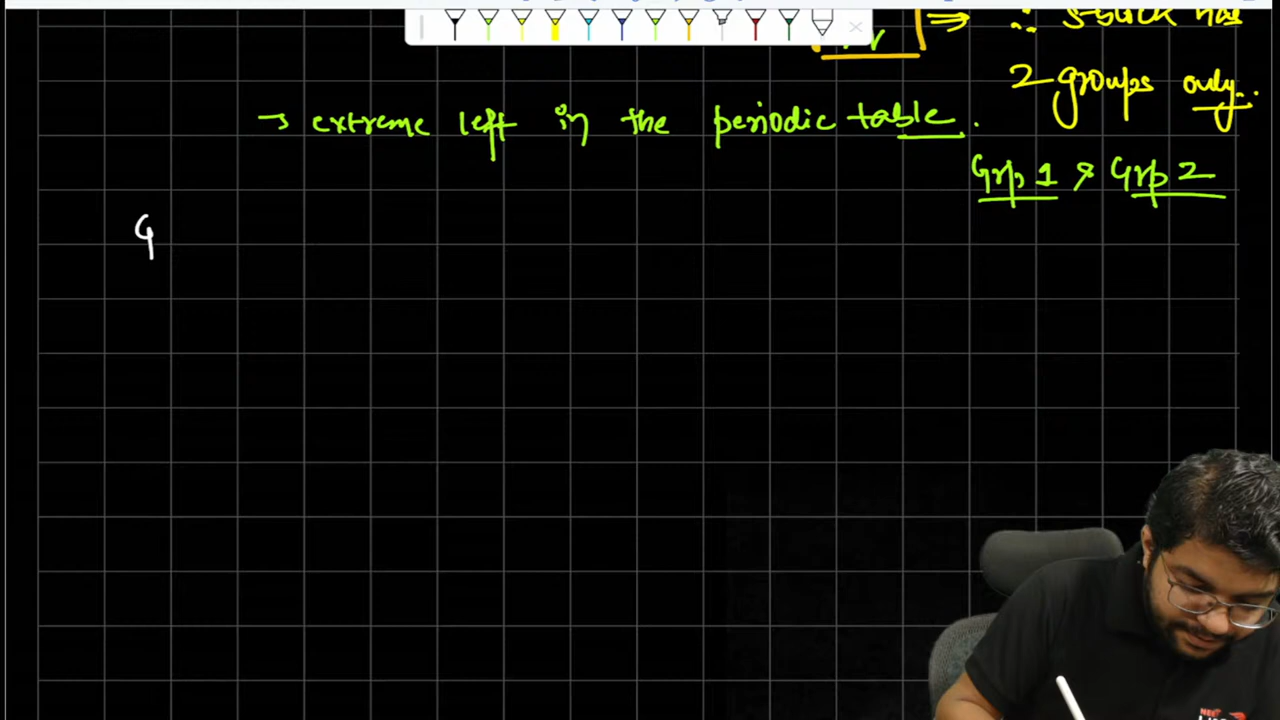 ⇒ ∴ s-block has
2 groups only.
→ extreme left in the periodic table.
Grp 1 & Grp 2
G